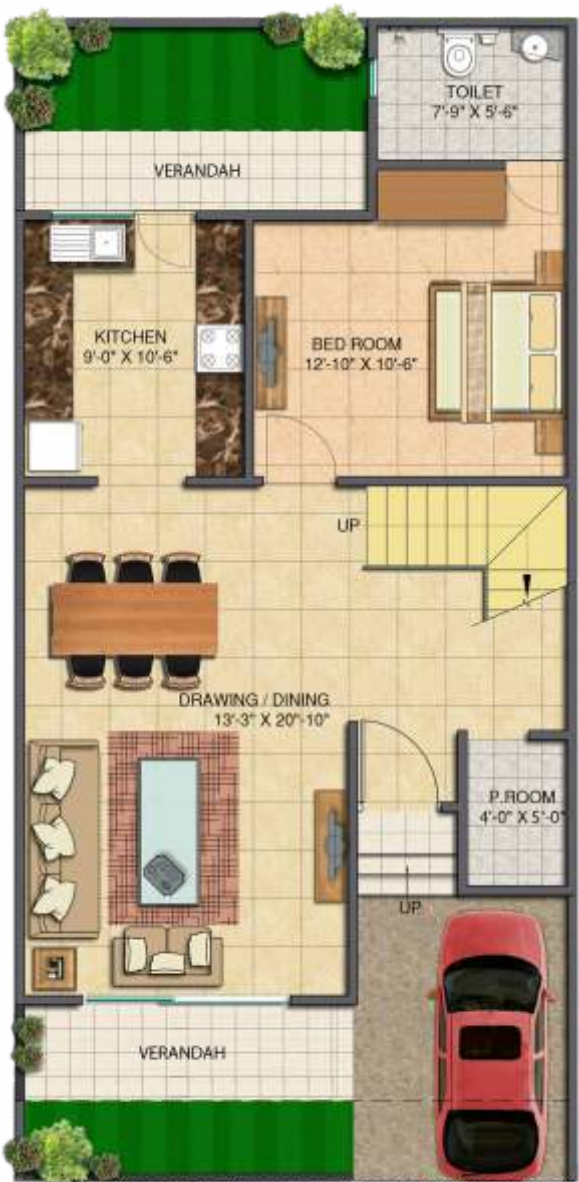 TOILET
7'-9" X 5'-6"
VERANDAH
KITCHEN
9'-0" X 10'-6"
BED ROOM
12'-10" X 10'-6"
UP
DRAWING / DINING
13'-3" X 20'-10"
P.ROOM
4'-0" X 5'-0"
UP
VERANDAH